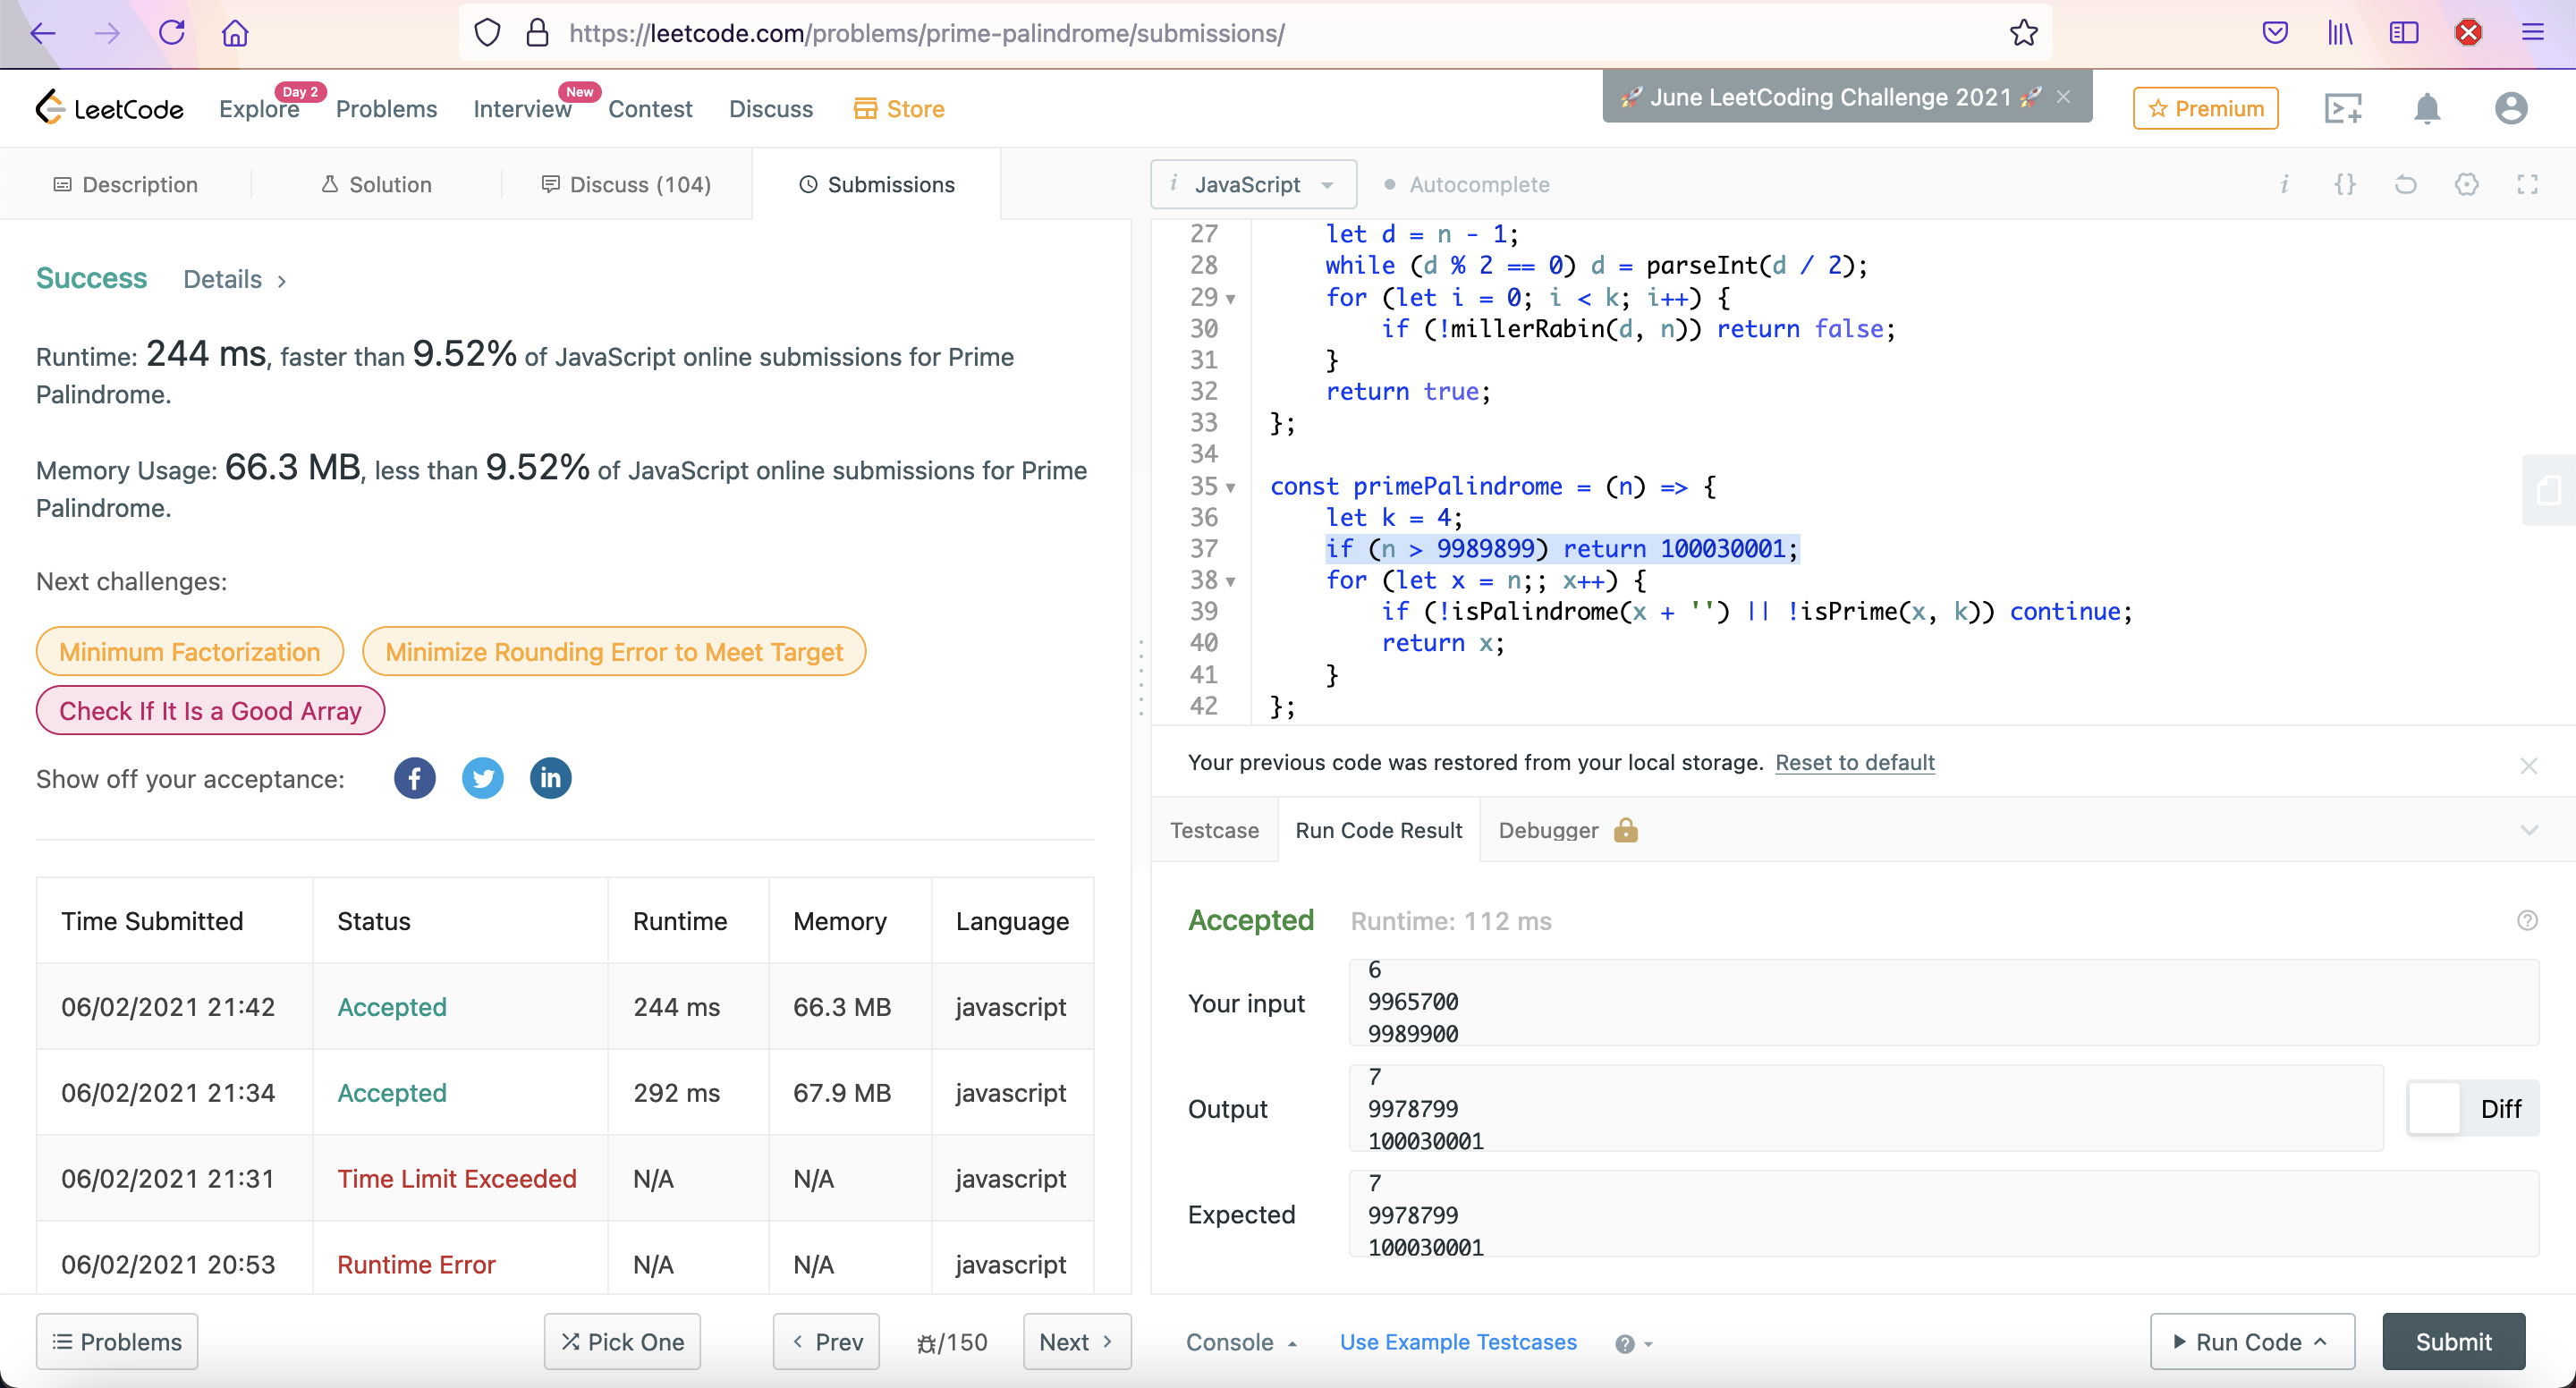 https://leetcode.com/problems/prime-palindrome/submissions/
LeetCode
Explore
Day 2
Problems
Interview
New
Contest
Discuss
Store
🚀 June LeetCoding Challenge 2021 🚀
Premium
Description
Solution
Discuss (104)
Submissions
i JavaScript
Autocomplete
Success Details >
Runtime: 244 ms, faster than 9.52% of JavaScript online submissions for Prime
Palindrome.
Memory Usage: 66.3 MB, less than 9.52% of JavaScript online submissions for Prime
Palindrome.
Next challenges:
Minimum Factorization
Minimize Rounding Error to Meet Target
Check If It Is a Good Array
Show off your acceptance:
Time Submitted Status Runtime Memory Language
06/02/2021 21:42 Accepted 244 ms 66.3 MB javascript
06/02/2021 21:34 Accepted 292 ms 67.9 MB javascript
06/02/2021 21:31 Time Limit Exceeded N/A N/A javascript
06/02/2021 20:53 Runtime Error N/A N/A javascript
27 let d = n - 1;
28 while (d % 2 == 0) d = parseInt(d / 2);
29 for (let i = 0; i < k; i++) {
30 if (!millerRabin(d, n)) return false;
31 }
32 return true;
33 };
34
35 const primePalindrome = (n) => {
36 let k = 4;
37 if (n > 9989899) return 100030001;
38 for (let x = n;; x++) {
39 if (!isPalindrome(x + '') || !isPrime(x, k)) continue;
40 return x;
41 }
42 };
Your previous code was restored from your local storage. Reset to default
Testcase
Run Code Result
Debugger
Accepted Runtime: 112 ms
Your input
6
9965700
9989900
Output
7
9978799
100030001
Diff
Expected
7
9978799
100030001
Problems
Pick One
< Prev
/150
Next >
Console
Use Example Testcases
Run Code
Submit